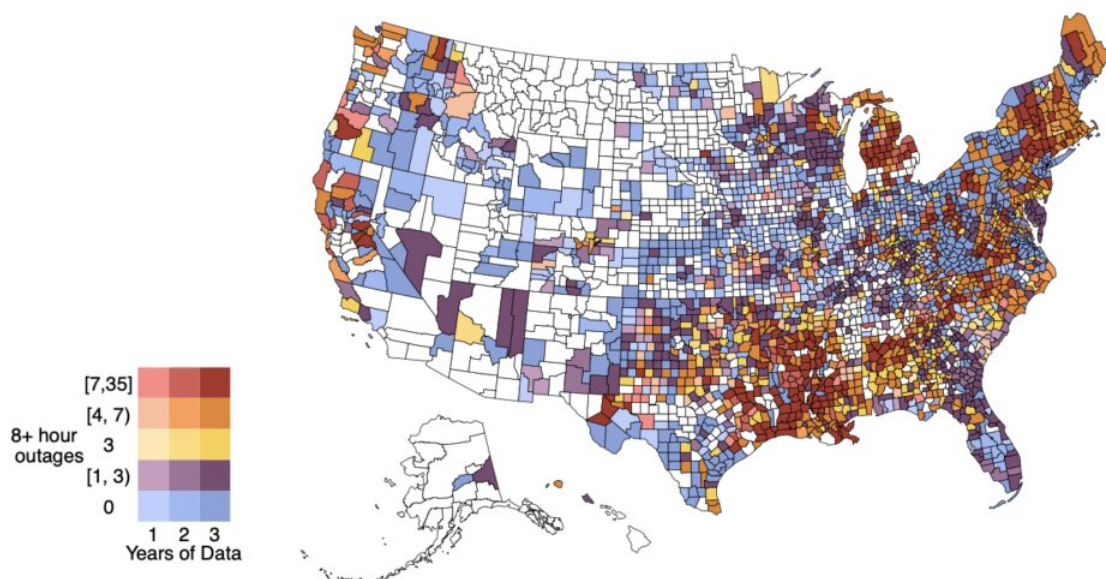 [7,35]
[4, 7)
8+ hour
outages
3
[1, 3)
0
1 2 3
Years of Data